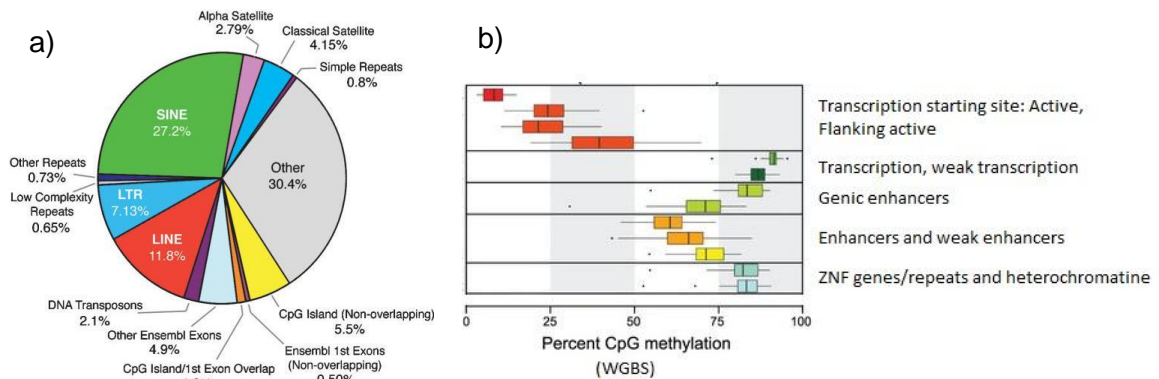 a)
Alpha Satellite
2.79%
Classical Satellite
4.15%
Simple Repeats
0.8%
SINE
27.2%
Other
30.4%
Other Repeats
0.73%
Low Complexity
Repeats
0.65%
LTR
7.13%
LINE
11.8%
DNA Transposons
2.1%
Other Ensembl Exons
4.9%
CpG Island/1st Exon Overlap
CpG Island (Non-overlapping)
5.5%
Ensembl 1st Exons
(Non-overlapping)
b)
Transcription starting site: Active,
Flanking active
Transcription, weak transcription
Genic enhancers
Enhancers and weak enhancers
ZNF genes/repeats and heterochromatine
0 25 50 75 100
Percent CpG methylation
(WGBS)